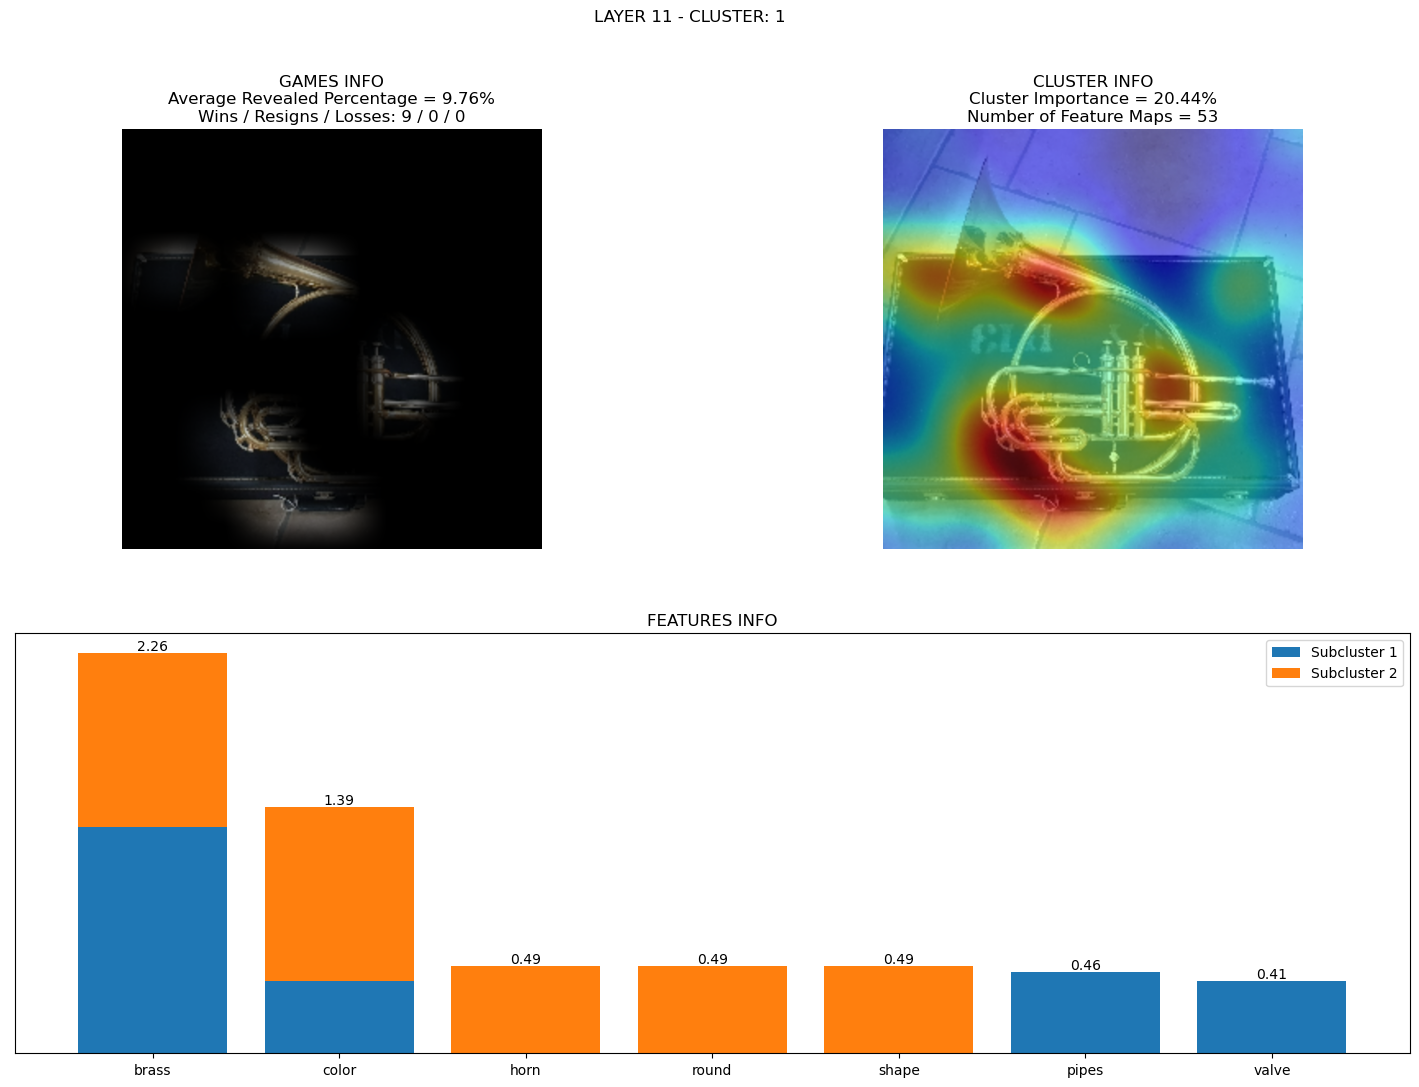 LAYER 11 - CLUSTER: 1
GAMES INFO
Average Revealed Percentage = 9.76%
Wins / Resigns / Losses: 9 / 0 / 0
CLUSTER INFO
Cluster Importance = 20.44%
Number of Feature Maps = 53
FEATURES INFO
2.26
1.39
0.49
0.49
0.49
0.46
0.41
Subcluster 1
Subcluster 2
brass
color
horn
round
shape
pipes
valve